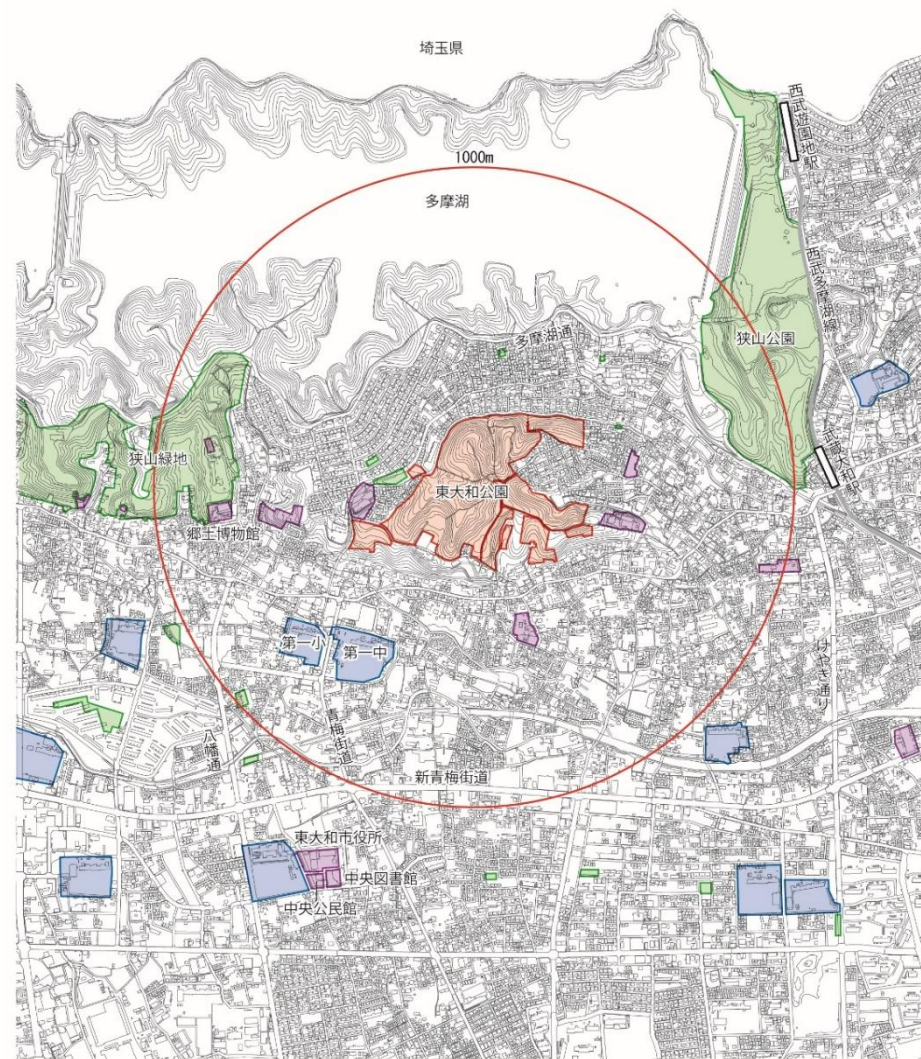 埼玉県
西武遊園地駅
1000m
多摩湖
西武多摩湖線
多摩湖通
狭山公園
狭山緑地
武蔵大和駅
東大和公園
郷土博物館
第一小
第一中
けやき通り
八幡通
青梅街道
新青梅街道
東大和市役所
中央図書館
中央公民館